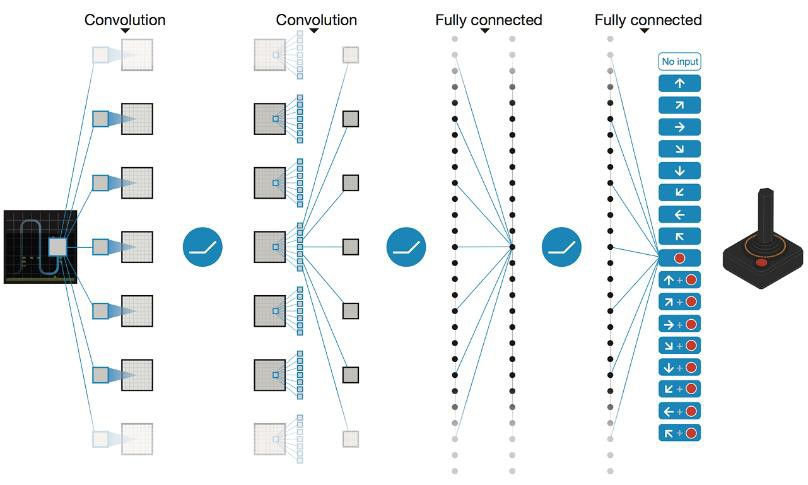 Convolution
Convolution
Fully connected
Fully connected
No input
+
+
+
+
+
+
+
+